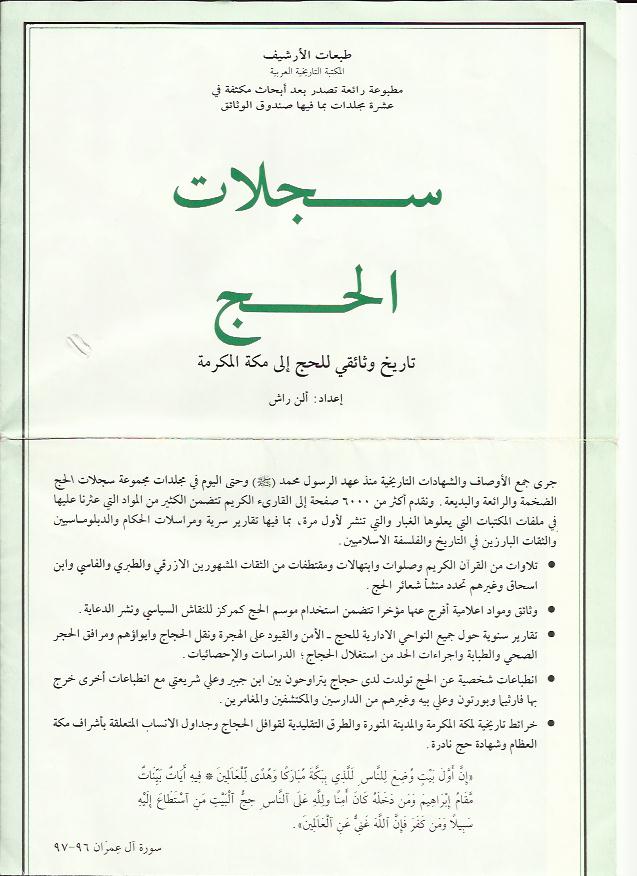 طبعات الأرشيف
المكتبة التاريخية العربية
مطبوعة رائعة تصدر بعد أبحاث مكثفة في
عشرة مجلدات بما فيها صندوق الوثائق
سجلات
الحج
تاريخ وثائقي للحج إلى مكة المكرمة
إعداد: ألن راش
جرى جمع الأوصاف والشهادات التاريخية منذ عهد الرسول محمد (ﷺ) وحتى اليوم في مجلدات مجموعة سجلات الحج
الضخمة والرائعة والبديعة. ونقدم أكثر من ٦٠٠٠ صفحة إلى القارىء الكريم تتضمن الكثير من المواد التي عثرنا عليها
في ملفات المكتبات التي يعلوها الغبار والتي تنشر لأول مرة، بما فيها تقارير سرية ومراسلات الحكام والدبلوماسيين
والثقات البارزين في التاريخ والفلسفة الاسلاميين.
● تلاوات من القرآن الكريم وصلوات وابتهالات ومقتطفات من الثقات المشهورين الازرقي والطبري والفاسي وابن
اسحاق وغيرهم تحدد منشأ شعائر الحج.
● وثائق ومواد اعلامية أفرج عنها مؤخرا تتضمن استخدام موسم الحج كمركز للنقاش السياسي ونشر الدعاية.
● تقارير سنوية حول جميع النواحي الادارية للحج ـ الأمن والقيود على الهجرة ونقل الحجاج وايواؤهم ومرافق الحجر
الصحي والطبابة واجراءات الحد من استغلال الحجاج؛ الدراسات والإحصائيات.
● انطباعات شخصية عن الحج تولدت لدى حجاج يتراوحون بين ابن جبير وعلي شريعتي مع انطباعات أخرى خرج
بها فارثيما وبورتون وعلي بيه وغيرهم من الدارسين والمكتشفين والمغامرين.
● خرائط تاريخية لمكة المكرمة والمدينة المنورة والطرق التقليدية لقوافل الحجاج وجداول الانساب المتعلقة بأشراف مكة
العظام وشهادة حج نادرة.
«إِنَّ أَوَّلَ بَيْتٍ وُضِعَ لِلنَّاسِ لَلَّذِي بِبَكَّةَ مُبَارَكًا وَهُدًى لِّلْعَالَمِينَ * فِيهِ آيَاتٌ بَيِّنَاتٌ
مَّقَامُ إِبْرَاهِيمَ وَمَن دَخَلَهُ كَانَ آمِنًا وَلِلَّهِ عَلَى ٱلنَّاسِ حِجُّ ٱلْبَيْتِ مَنِ ٱسْتَطَاعَ إِلَيْهِ
سَبِيلًا وَمَن كَفَرَ فَإِنَّ ٱللَّهَ غَنِيٌّ عَنِ ٱلْعَالَمِينَ».
سورة آل عِمرَان ٩٦-٩٧